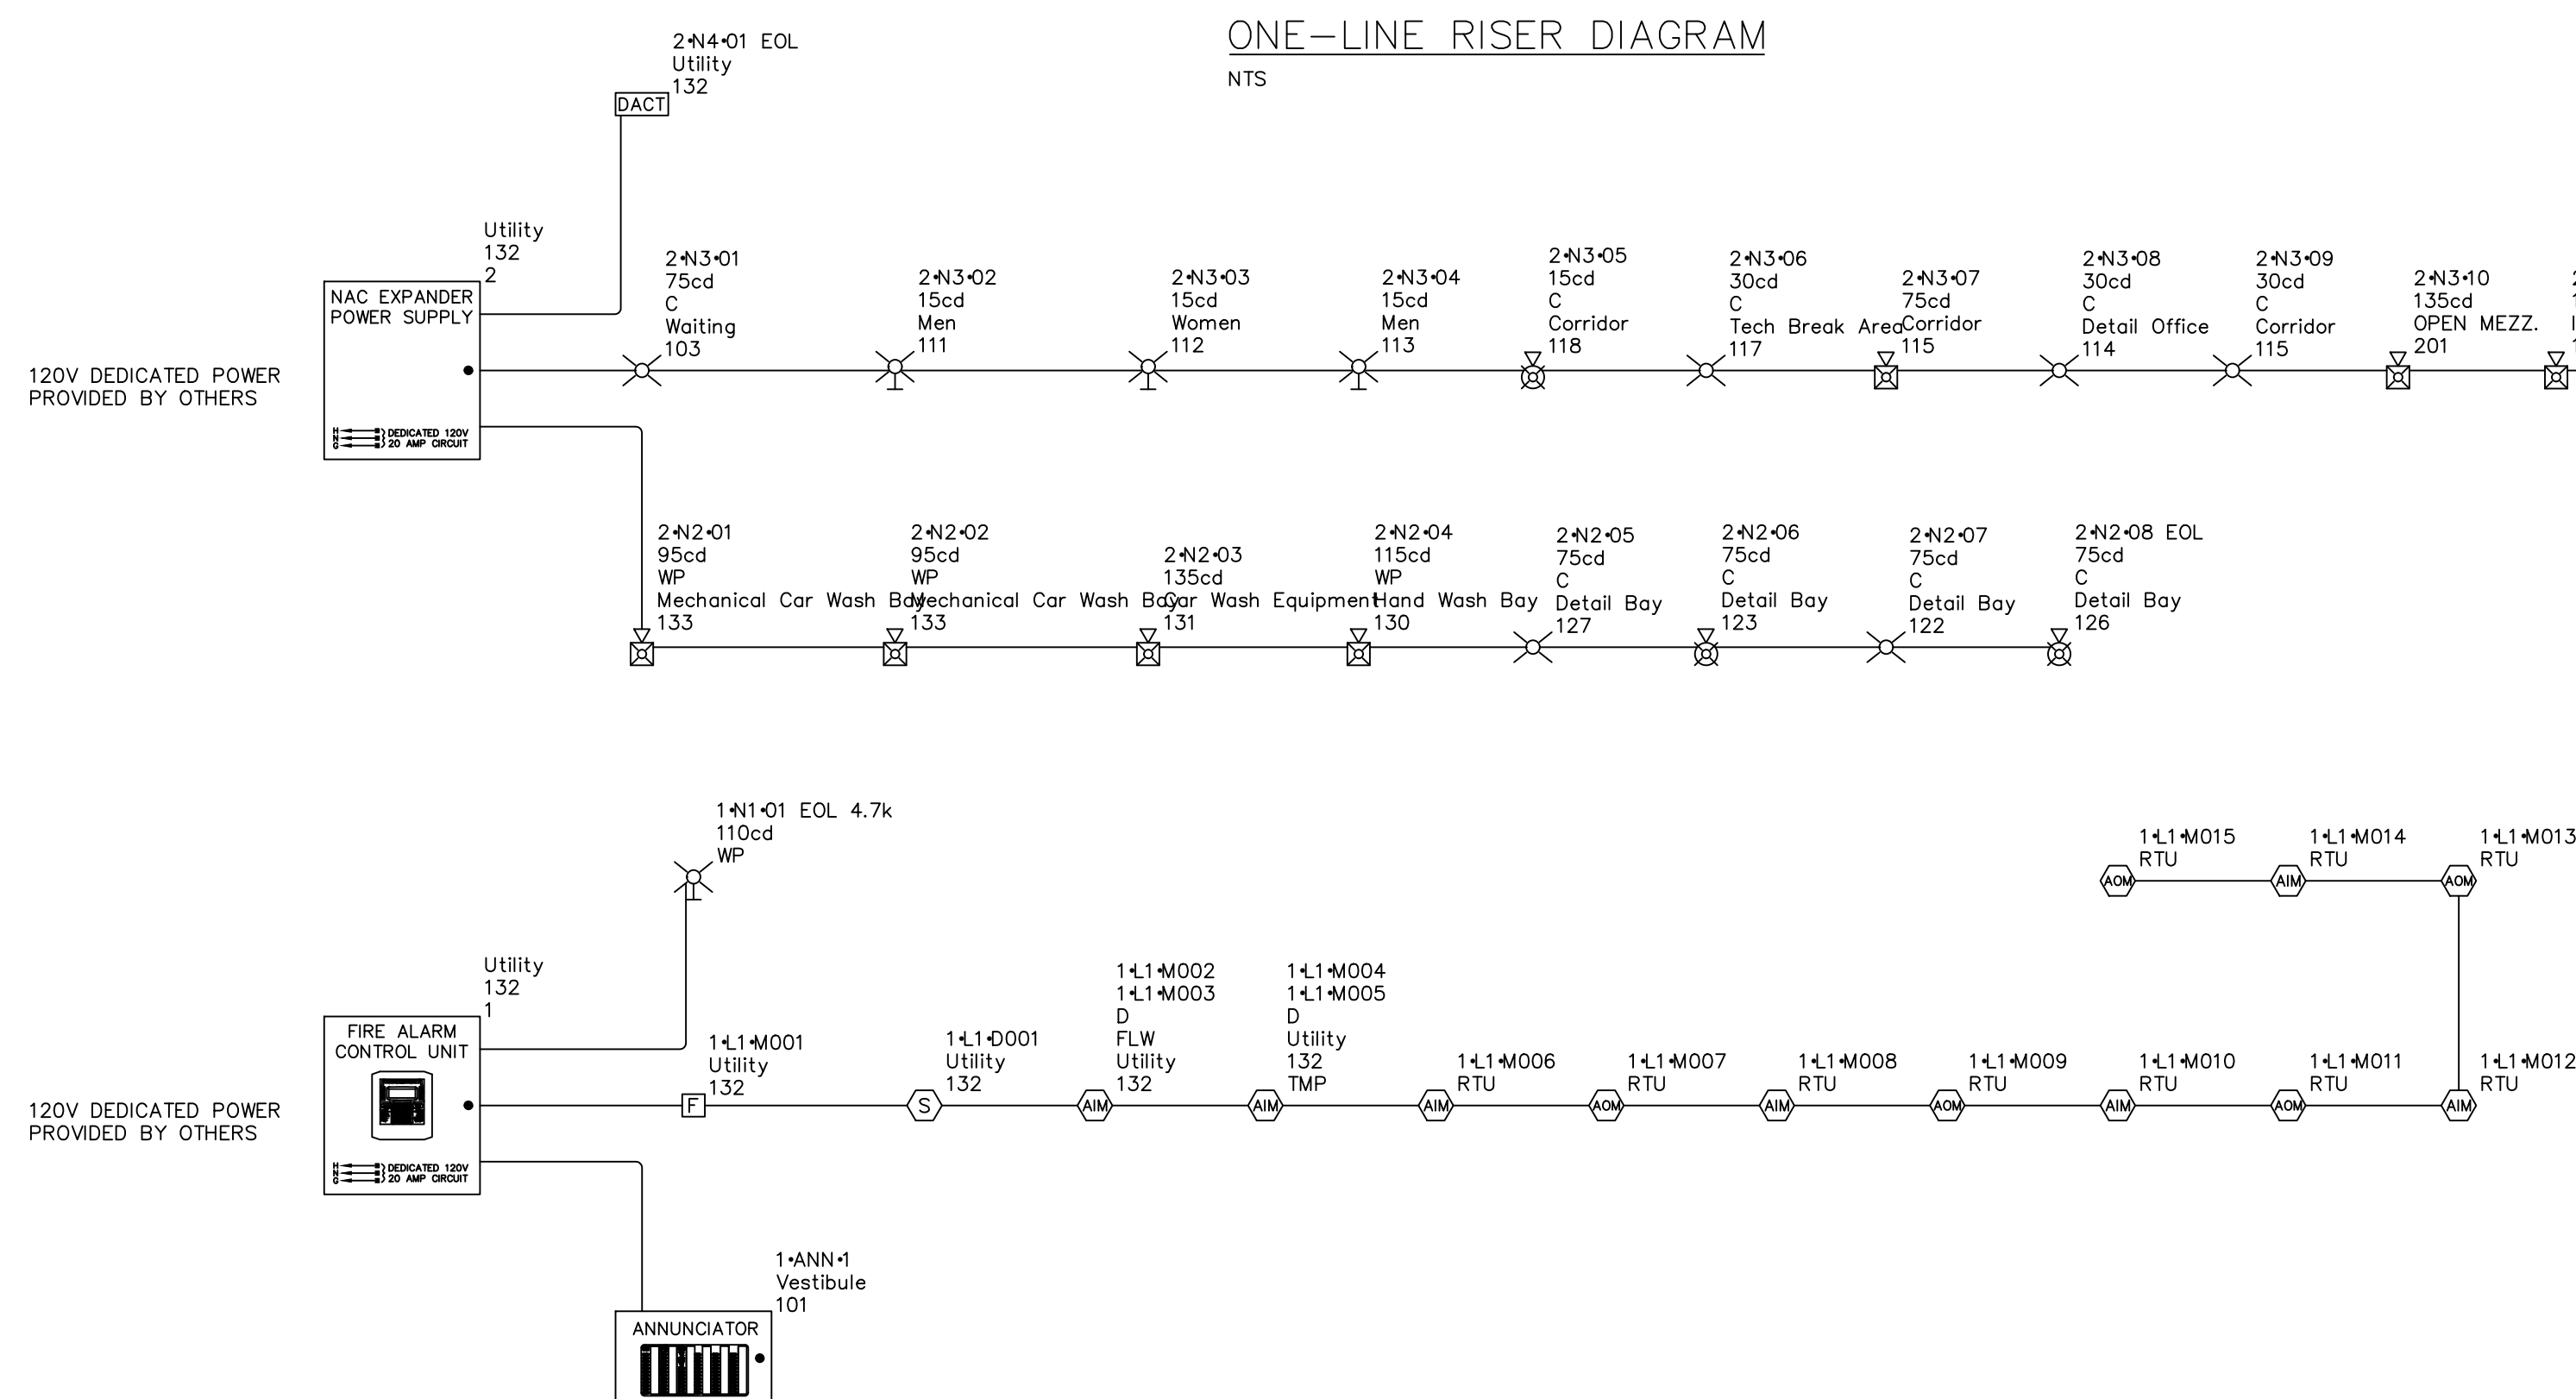 ONE-LINE RISER DIAGRAM
NTS
2•N4•01 EOL
Utility
132
DACT
Utility
132
2
NAC EXPANDER
POWER SUPPLY
H
N
G
DEDICATED 120V
20 AMP CIRCUIT
120V DEDICATED POWER
PROVIDED BY OTHERS
2•N3•01
75cd
C
Waiting
103
2•N3•02
15cd
Men
111
2•N3•03
15cd
Women
112
2•N3•04
15cd
Men
113
2•N3•05
15cd
C
Corridor
118
2•N3•06
30cd
C
Tech Break Area
117
2•N3•07
75cd
Corridor
115
2•N3•08
30cd
C
Detail Office
114
2•N3•09
30cd
C
Corridor
115
2•N3•10
135cd
OPEN MEZZ.
201
2•N2•01
95cd
WP
Mechanical Car Wash Bay
133
2•N2•02
95cd
WP
Mechanical Car Wash Bay
133
2•N2•03
135cd
Car Wash Equipment
131
2•N2•04
115cd
WP
Hand Wash Bay
130
2•N2•05
75cd
C
Detail Bay
127
2•N2•06
75cd
C
Detail Bay
123
2•N2•07
75cd
C
Detail Bay
122
2•N2•08 EOL
75cd
C
Detail Bay
126
1•N1•01 EOL 4.7k
110cd
WP
Utility
132
1
FIRE ALARM
CONTROL UNIT
H
N
G
DEDICATED 120V
20 AMP CIRCUIT
120V DEDICATED POWER
PROVIDED BY OTHERS
1•L1•M001
Utility
132
F
1•L1•D001
Utility
132
S
1•L1•M002
1•L1•M003
D
FLW
Utility
132
AIM
1•L1•M004
1•L1•M005
D
Utility
132
TMP
AIM
1•L1•M006
RTU
AIM
1•L1•M007
RTU
AOM
1•L1•M008
RTU
AIM
1•L1•M009
RTU
AOM
1•L1•M010
RTU
AIM
1•L1•M011
RTU
AOM
1•L1•M012
RTU
AIM
1•L1•M013
RTU
AOM
1•L1•M014
RTU
AIM
1•L1•M015
RTU
AOM
1•ANN•1
Vestibule
101
ANNUNCIATOR